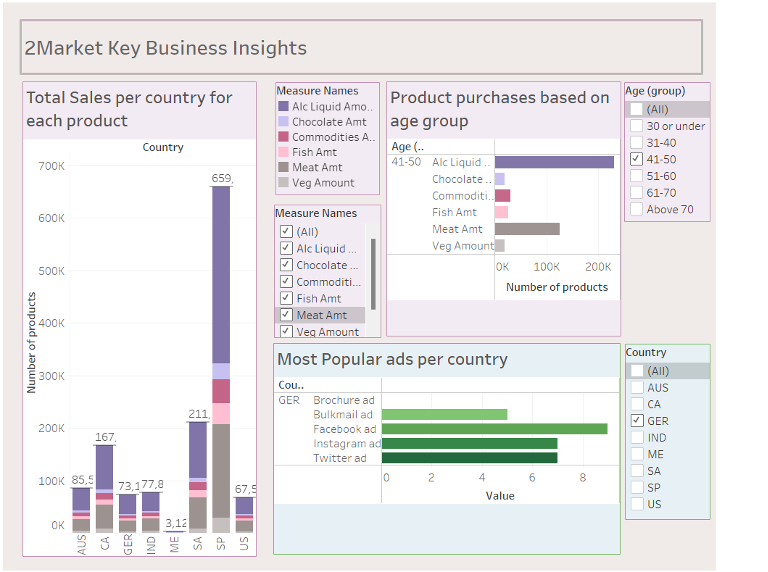 2Market Key Business Insights
Total Sales per country for
each product
Country
700K
600K
500K
400K
300K
200K
100K
0K
Number of products
85,5
167,
73,1
77,8
3,12
211,
659,
67,5
AUS
CA
GER
IND
ME
SA
SP
US
Measure Names
Alc Liquid Amo..
Chocolate Amt
Commodities A..
Fish Amt
Meat Amt
Veg Amount
Measure Names
(All)
Alc Liquid ...
Chocolate ...
Commoditi...
Fish Amt
Meat Amt
Veg Amount
Product purchases based on
age group
Age (..
41-50
Alc Liquid ..
Chocolate ..
Commoditi..
Fish Amt
Meat Amt
Veg Amount
0K 100K 200K
Number of products
Age (group)
(All)
30 or under
31-40
41-50
51-60
61-70
Above 70
Most Popular ads per country
Cou..
GER
Brochure ad
Bulkmail ad
Facebook ad
Instagram ad
Twitter ad
0 2 4 6 8
Value
Country
(All)
AUS
CA
GER
IND
ME
SA
SP
US